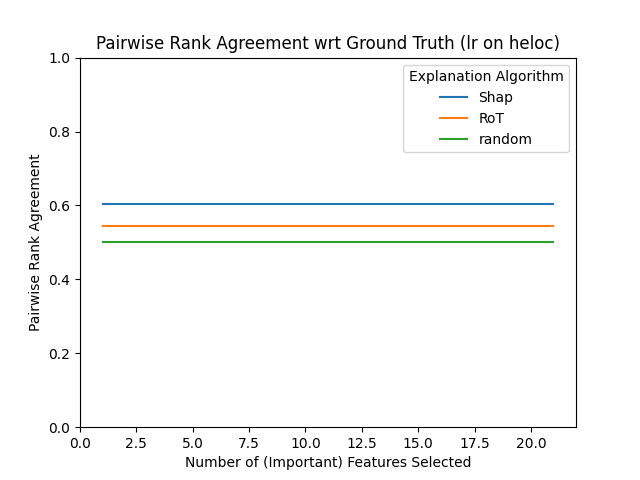 Pairwise Rank Agreement wrt Ground Truth (lr on heloc)
Explanation Algorithm
Shap
RoT
random
Pairwise Rank Agreement
1.0
0.8
0.6
0.4
0.2
0.0
0.0 2.5 5.0 7.5 10.0 12.5 15.0 17.5 20.0
Number of (Important) Features Selected